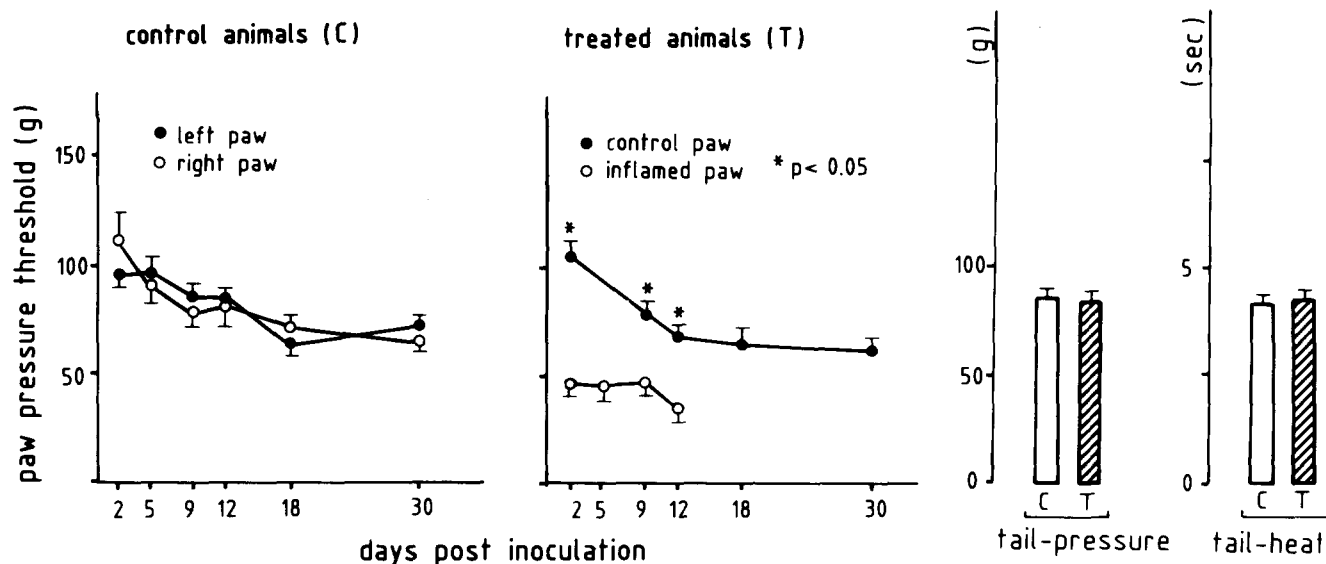 control animals (C)
paw pressure threshold (g)
150
100
50
● left paw
○ right paw
2 5 9 12 18 30
treated animals (T)
● control paw
○ inflamed paw
* p< 0.05
*
*
*
2 5 9 12 18 30
days post inoculation
(g)
100
50
0
C T
tail-pressure
(sec)
5
0
C T
tail-heat